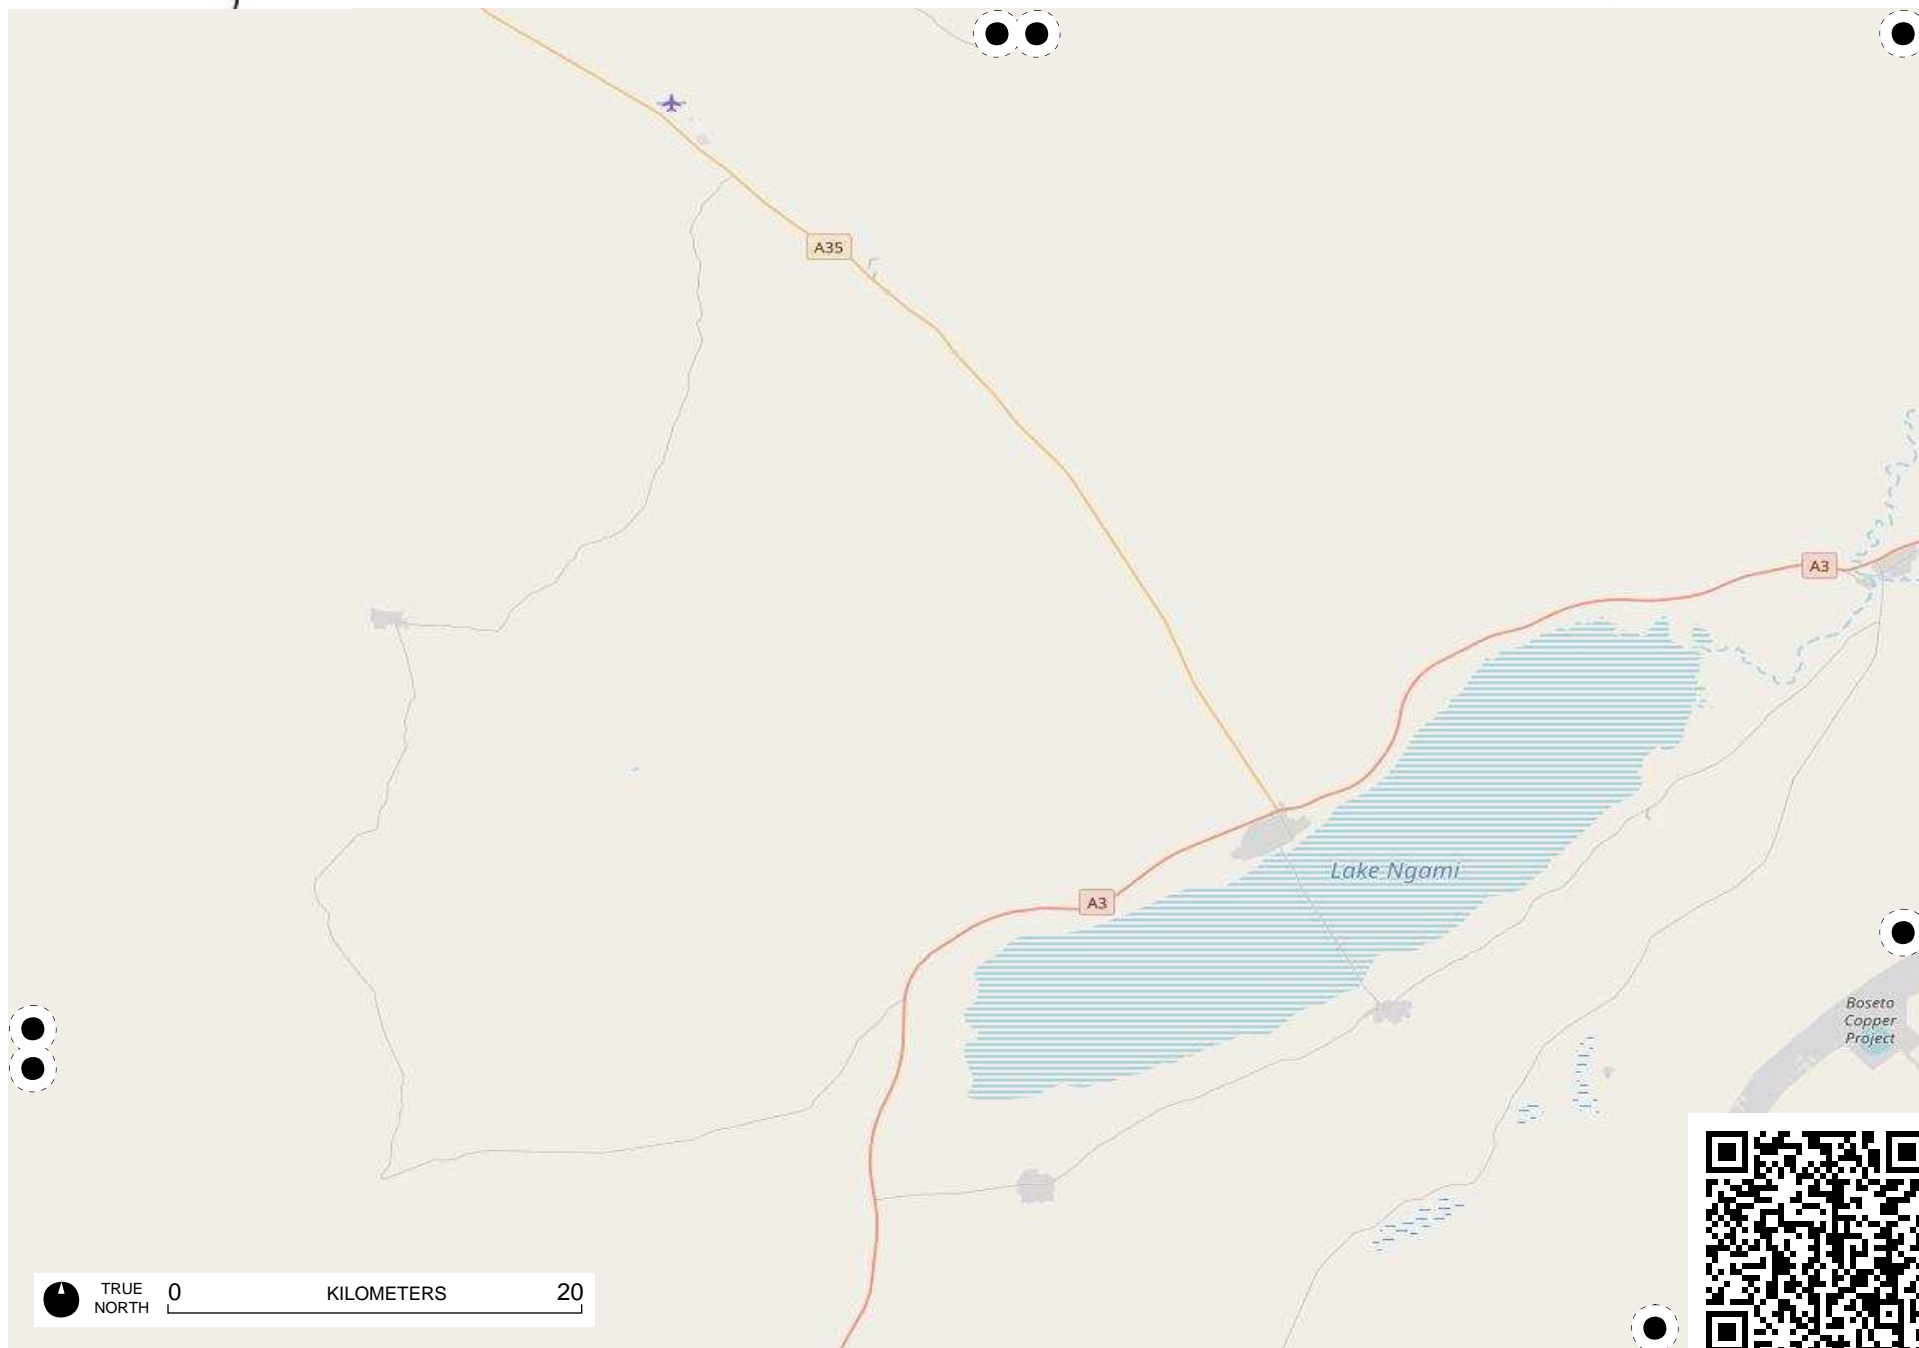 A35
A3
Lake Ngami
A3
Boseto
Copper
Project
TRUE
NORTH
0 KILOMETERS 20